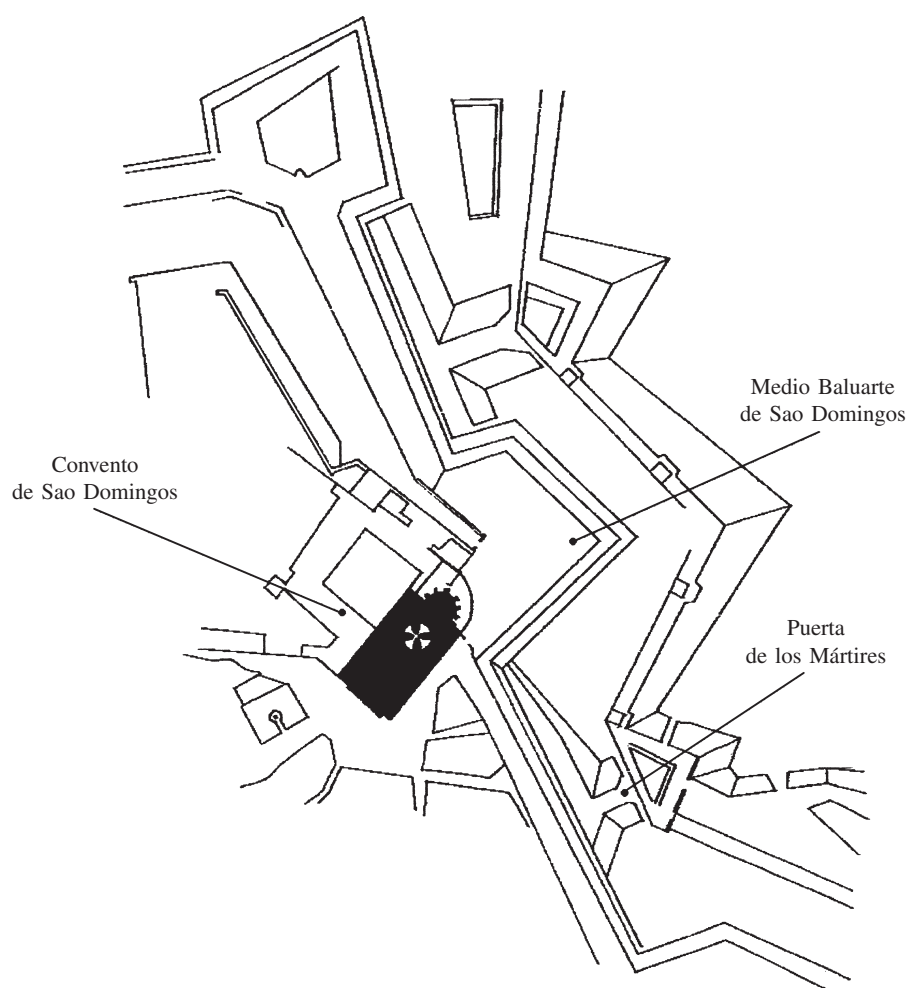 Medio Baluarte
de Sao Domingos
Convento
de Sao Domingos
Puerta
de los Mártires